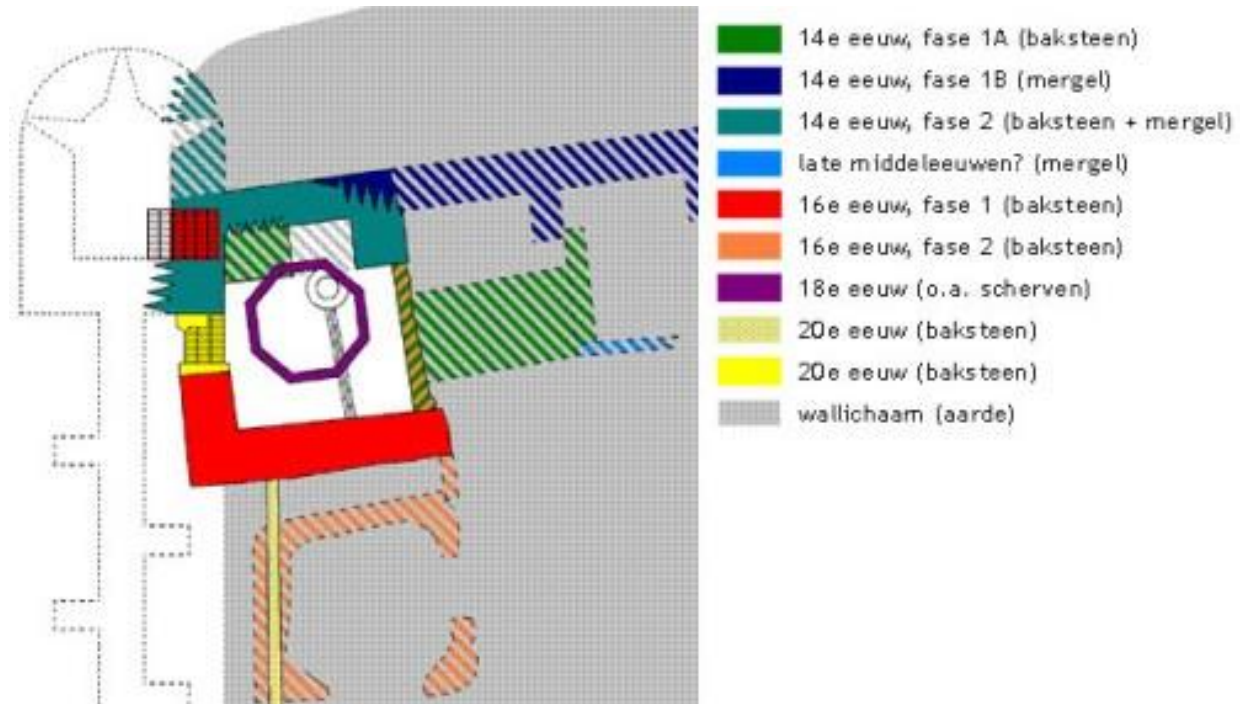 14e eeuw, fase 1A (baksteen)
14e eeuw, fase 1B (mergel)
14e eeuw, fase 2 (baksteen + mergel)
late middeleeuwen? (mergel)
16e eeuw, fase 1 (baksteen)
16e eeuw, fase 2 (baksteen)
18e eeuw (o.a. scherven)
20e eeuw (baksteen)
20e eeuw (baksteen)
wallichaam (aarde)